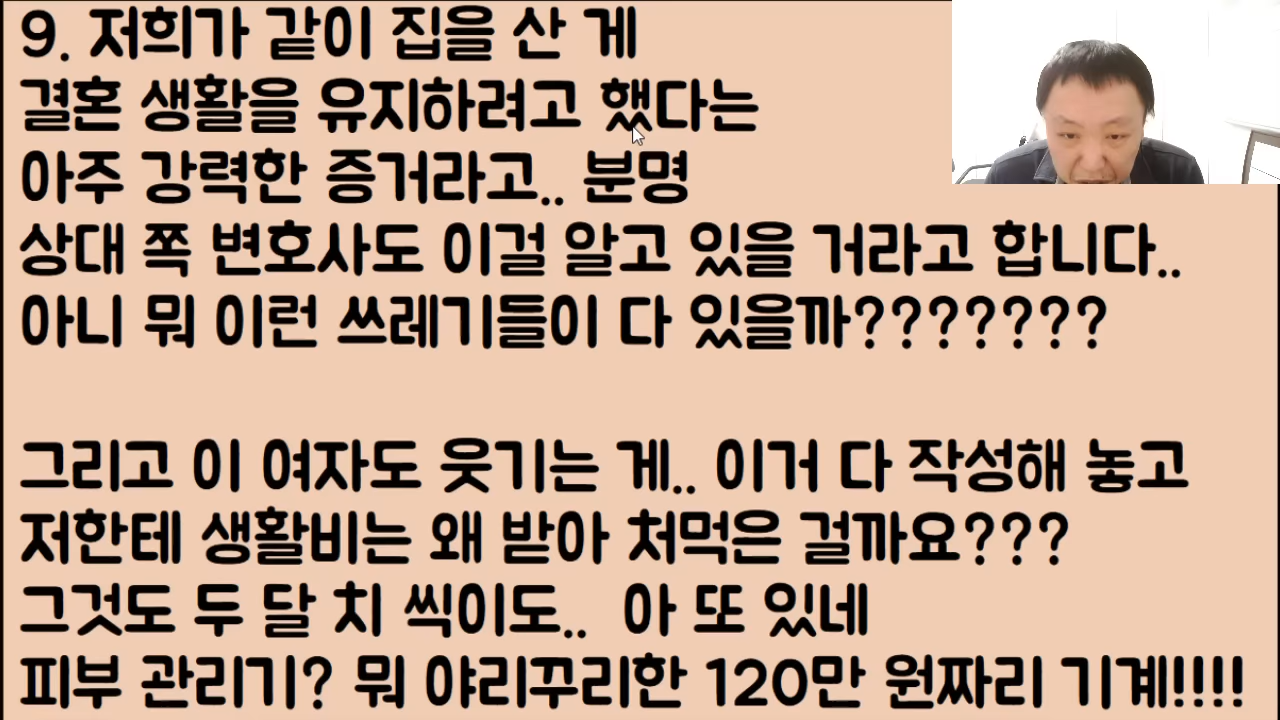 9. 저희가 같이 집을 산 게
결혼 생활을 유지하려고 했다는
아주 강력한 증거라고.. 분명
상대 쪽 변호사도 이걸 알고 있을 거라고 합니다..
아니 뭐 이런 쓰레기들이 다 있을까???????
그리고 이 여자도 웃기는 게.. 이거 다 작성해 놓고
저한테 생활비는 왜 받아 처먹은 걸까요???
그것도 두 달 치 씩이도.. 아 또 있네
피부 관리기? 뭐 야리꾸리한 120만 원짜리 기계!!!!